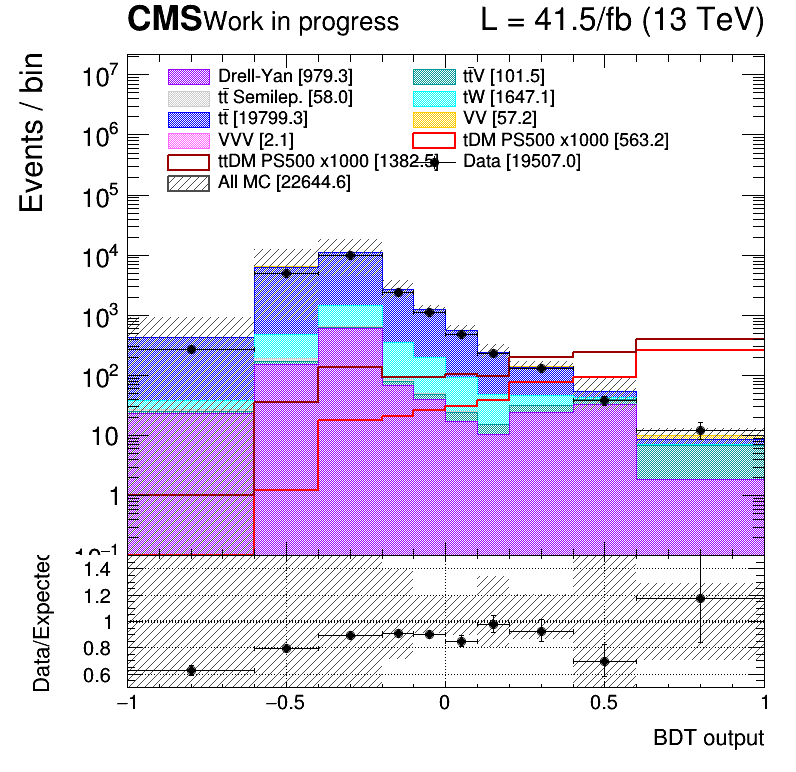 CMS Work in progress L = 41.5/fb (13 TeV)
Events / bin
10⁷
10⁶
10⁵
10⁴
10³
10²
10
1
10⁻¹
Drell-Yan [979.3] tt̄V [101.5]
tt̄ Semilep. [58.0] tW [1647.1]
tt̄ [19799.3] VV [57.2]
VVV [2.1] tDM PS500 x1000 [563.2]
ttDM PS500 x1000 [1382.5] Data [19507.0]
All MC [22644.6]
Data/Expected
1.4
1.2
1
0.8
0.6
−1 −0.5 0 0.5 1
BDT output